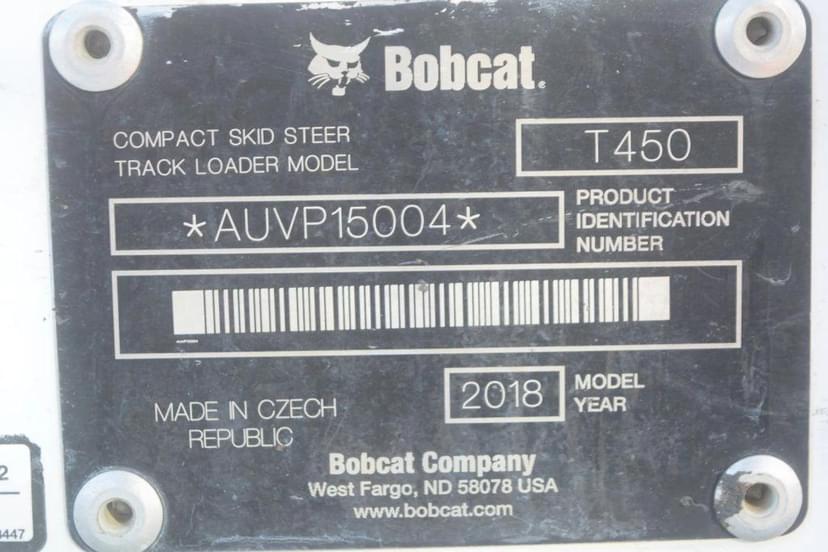 Bobcat.
COMPACT SKID STEER
TRACK LOADER MODEL
T450
*AUVP15004*
PRODUCT
IDENTIFICATION
NUMBER
2018
MODEL
YEAR
MADE IN CZECH
REPUBLIC
Bobcat Company
West Fargo, ND 58078 USA
www.bobcat.com
2